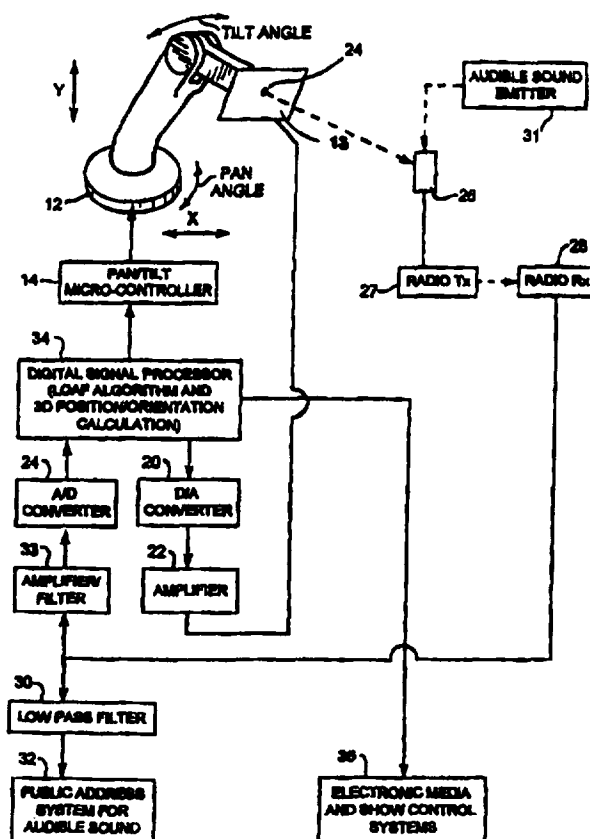 TILT ANGLE
24
AUDIBLE SOUND
EMITTER
31
Y
18
26
PAN
ANGLE
12
X
28
14
PAN/TILT
MICRO-CONTROLLER
27
RADIO Tx
RADIO Rx
34
DIGITAL SIGNAL PROCESSOR
(LOAF ALGORITHM AND
3D POSITION/ORIENTATION
CALCULATION)
24
20
A/D
CONVERTER
D/A
CONVERTER
33
22
AMPLIFIER/
FILTER
AMPLIFIER
30
LOW PASS FILTER
32
36
PUBLIC ADDRESS
SYSTEM FOR
AUDIBLE SOUND
ELECTRONIC MEDIA
AND SHOW CONTROL
SYSTEMS